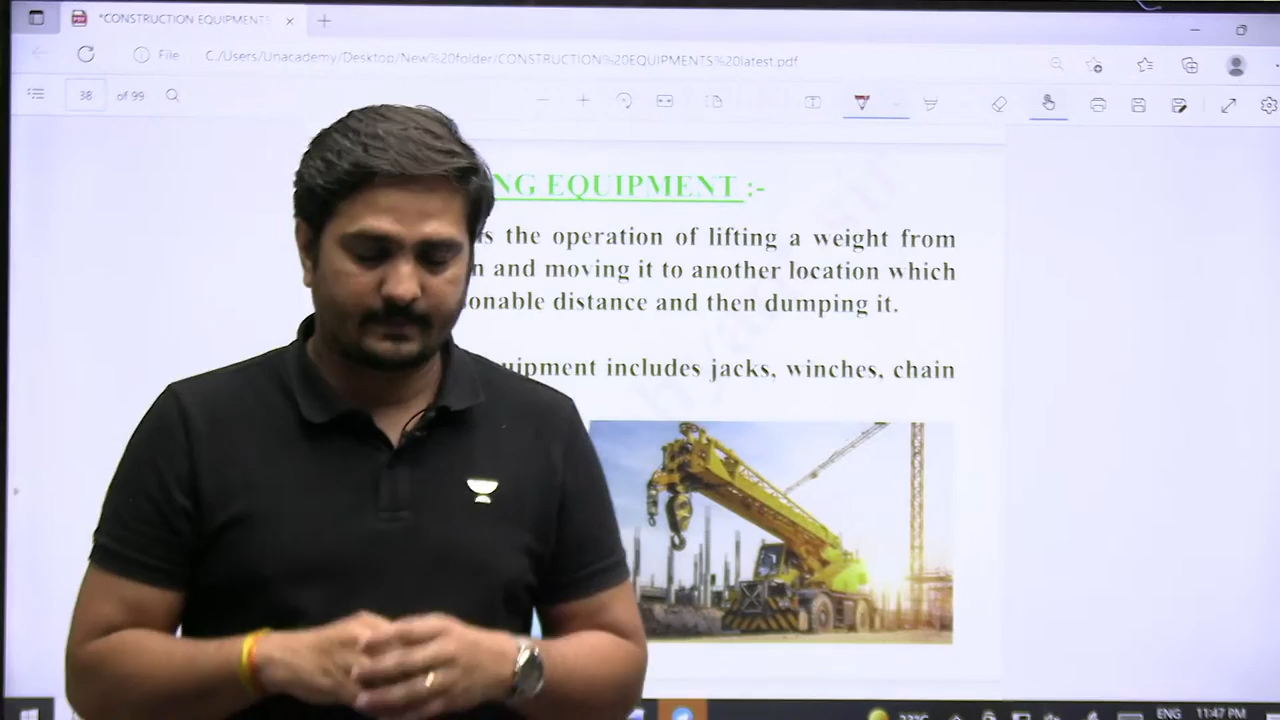 *CONSTRUCTION EQUIPMENTS
File
C:/Users/Unacademy/Desktop/New%20folder/CONSTRUCTION%20EQUIPMENTS%20latest.pdf
38 of 99
NG EQUIPMENT :-
is the operation of lifting a weight from
n and moving it to another location which
onable distance and then dumping it.
uipment includes jacks, winches, chain
ENG 11:47 PM